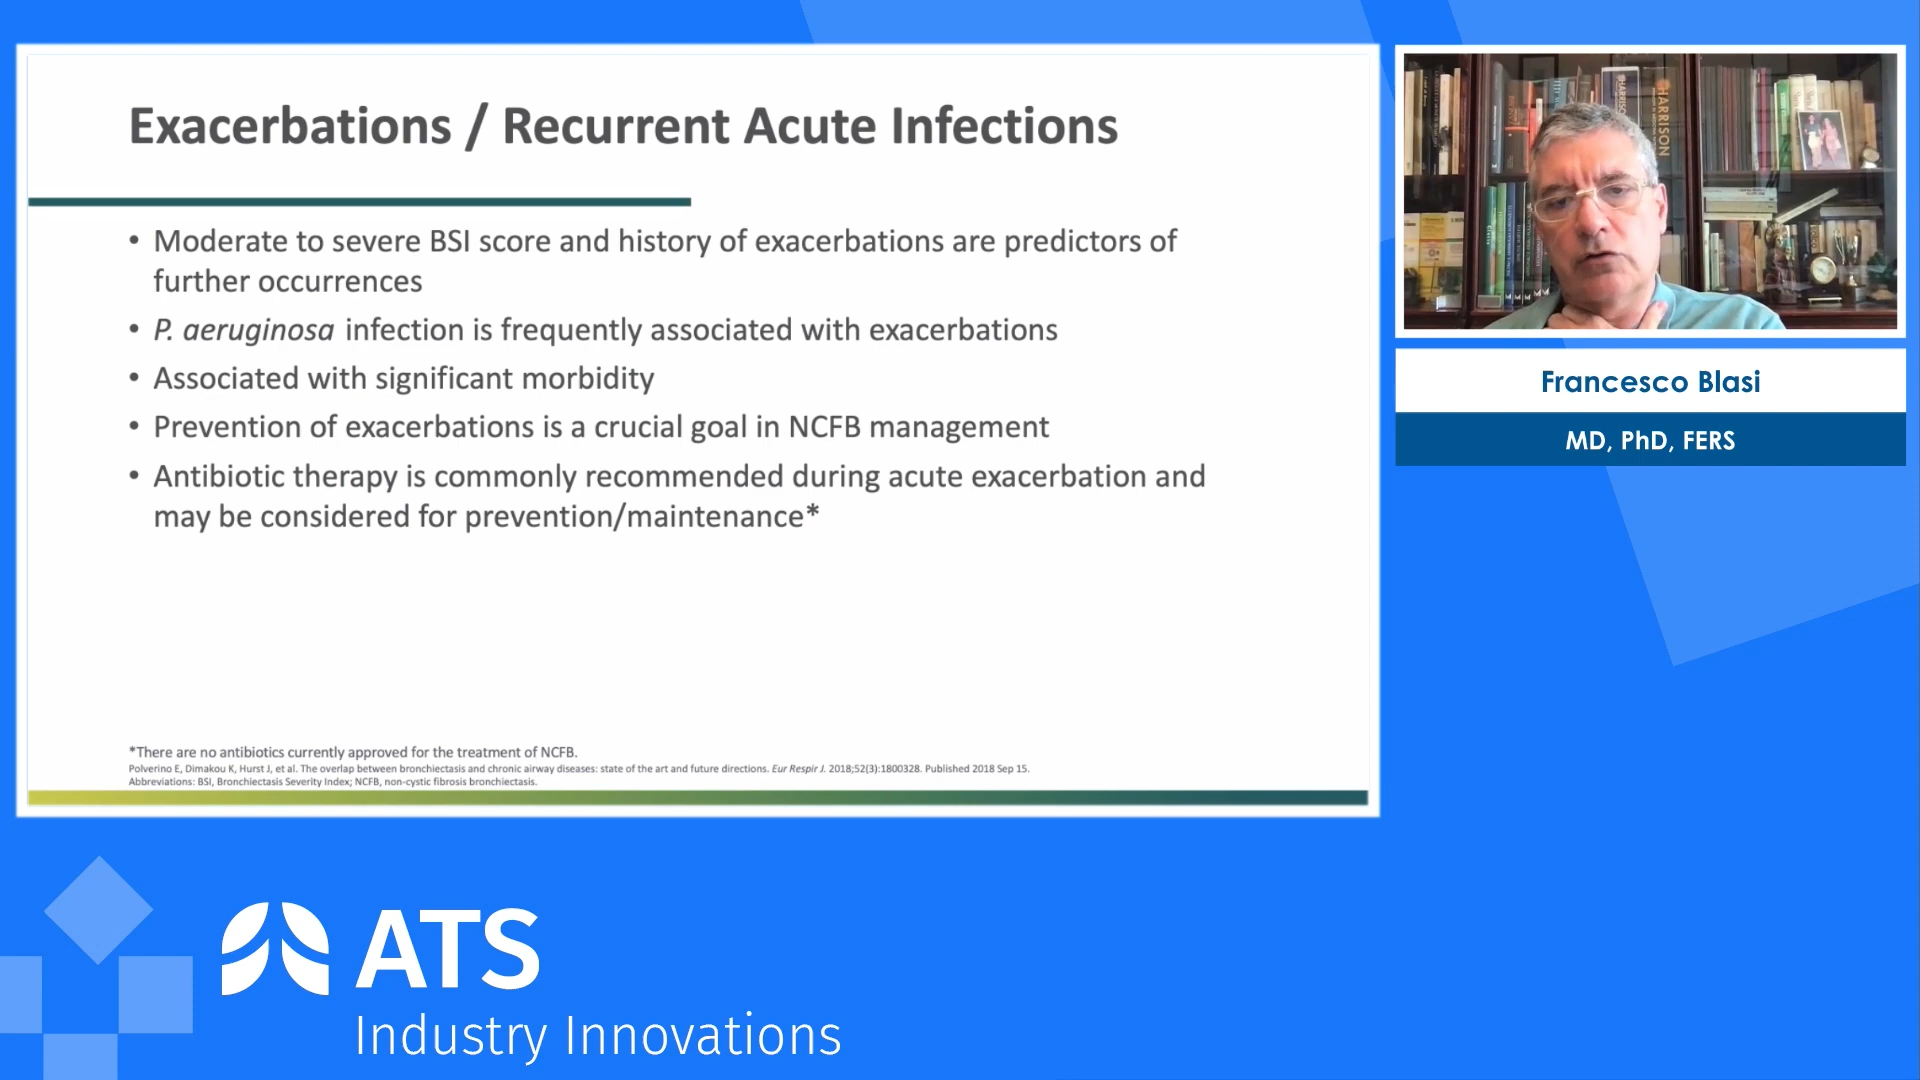 Exacerbations / Recurrent Acute Infections
• Moderate to severe BSI score and history of exacerbations are predictors of
further occurrences
• P. aeruginosa infection is frequently associated with exacerbations
• Associated with significant morbidity
• Prevention of exacerbations is a crucial goal in NCFB management
• Antibiotic therapy is commonly recommended during acute exacerbation and
may be considered for prevention/maintenance*
*There are no antibiotics currently approved for the treatment of NCFB.
Polverino E, Dimakou K, Hurst J, et al. The overlap between bronchiectasis and chronic airway diseases: state of the art and future directions. Eur Respir J. 2018;52(3):1800328. Published 2018 Sep 15.
Abbreviations: BSI, Bronchiectasis Severity Index; NCFB, non-cystic fibrosis bronchiectasis.
HARRISON
Francesco Blasi
MD, PhD, FERS
ATS
Industry Innovations